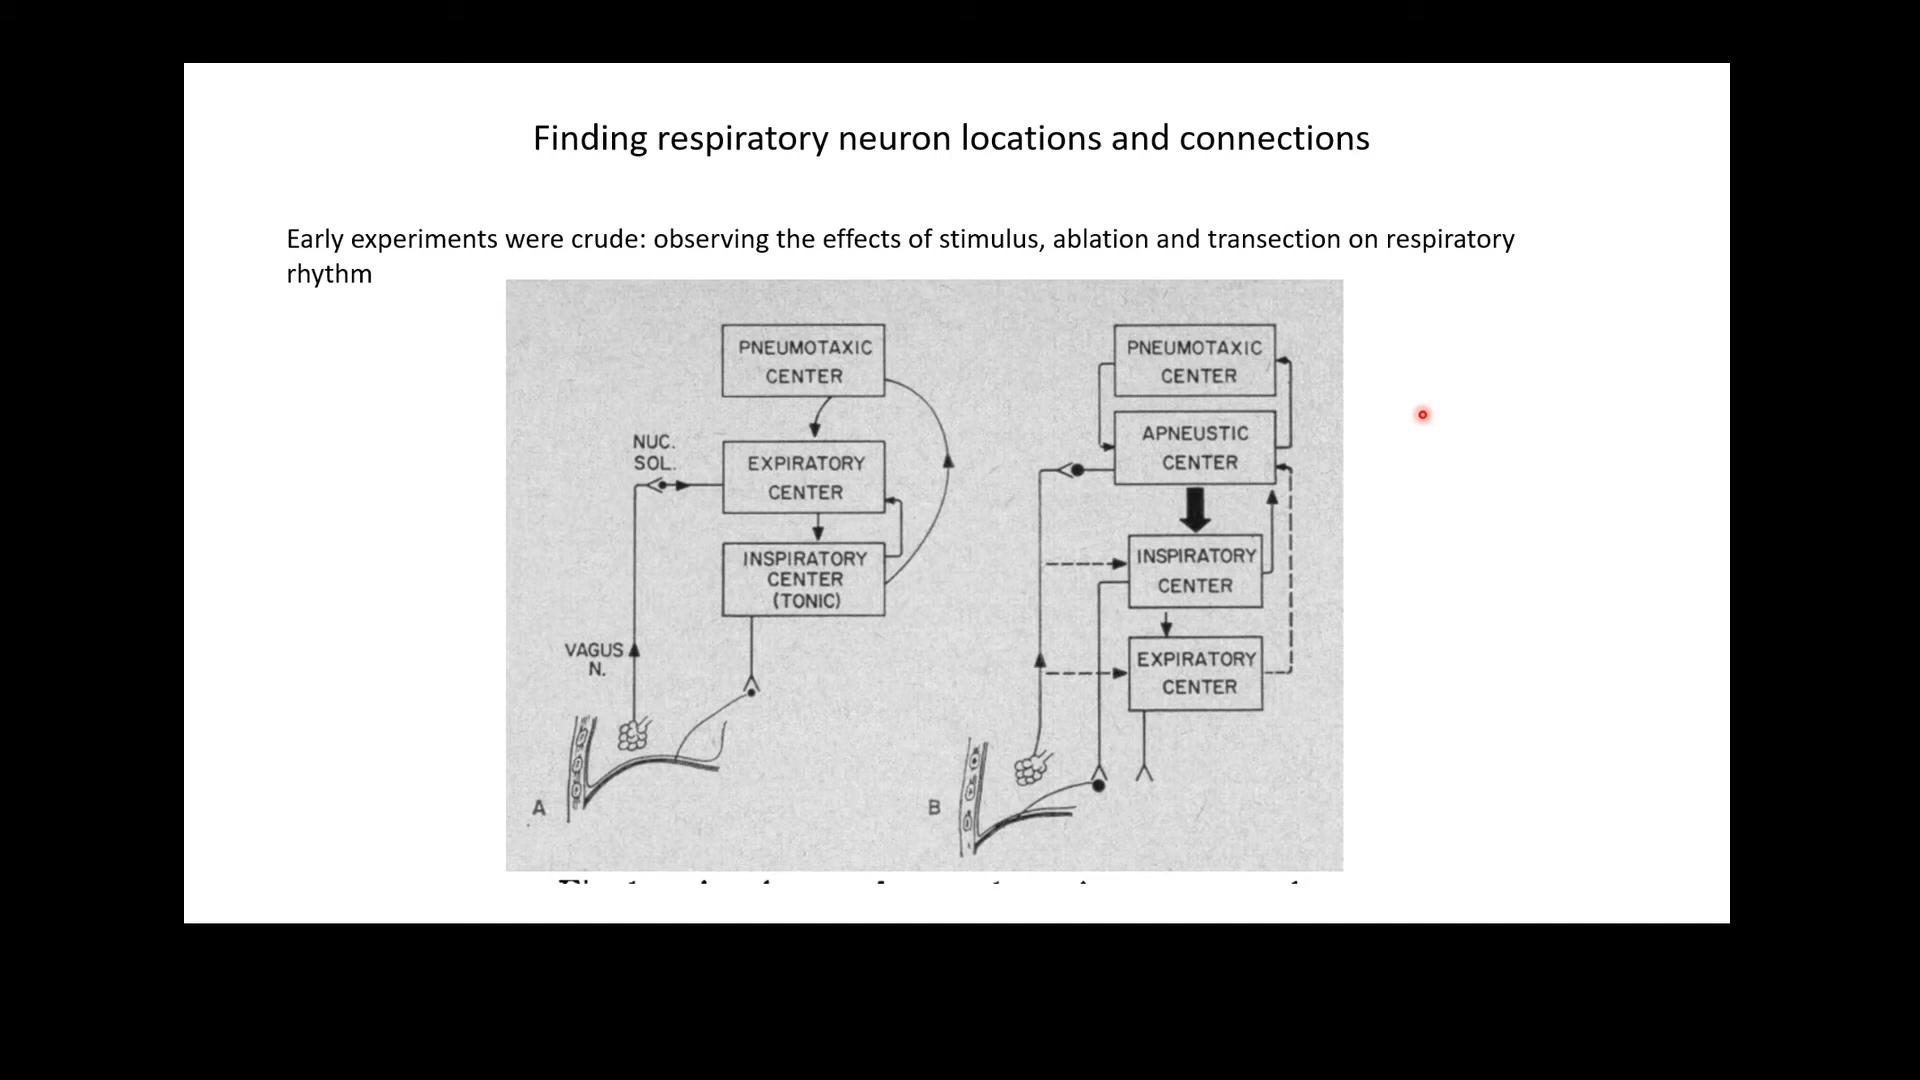 Finding respiratory neuron locations and connections
Early experiments were crude: observing the effects of stimulus, ablation and transection on respiratory
rhythm
PNEUMOTAXIC
CENTER
NUC.
SOL.
EXPIRATORY
CENTER
INSPIRATORY
CENTER
(TONIC)
VAGUS
N.
A
PNEUMOTAXIC
CENTER
APNEUSTIC
CENTER
INSPIRATORY
CENTER
EXPIRATORY
CENTER
B